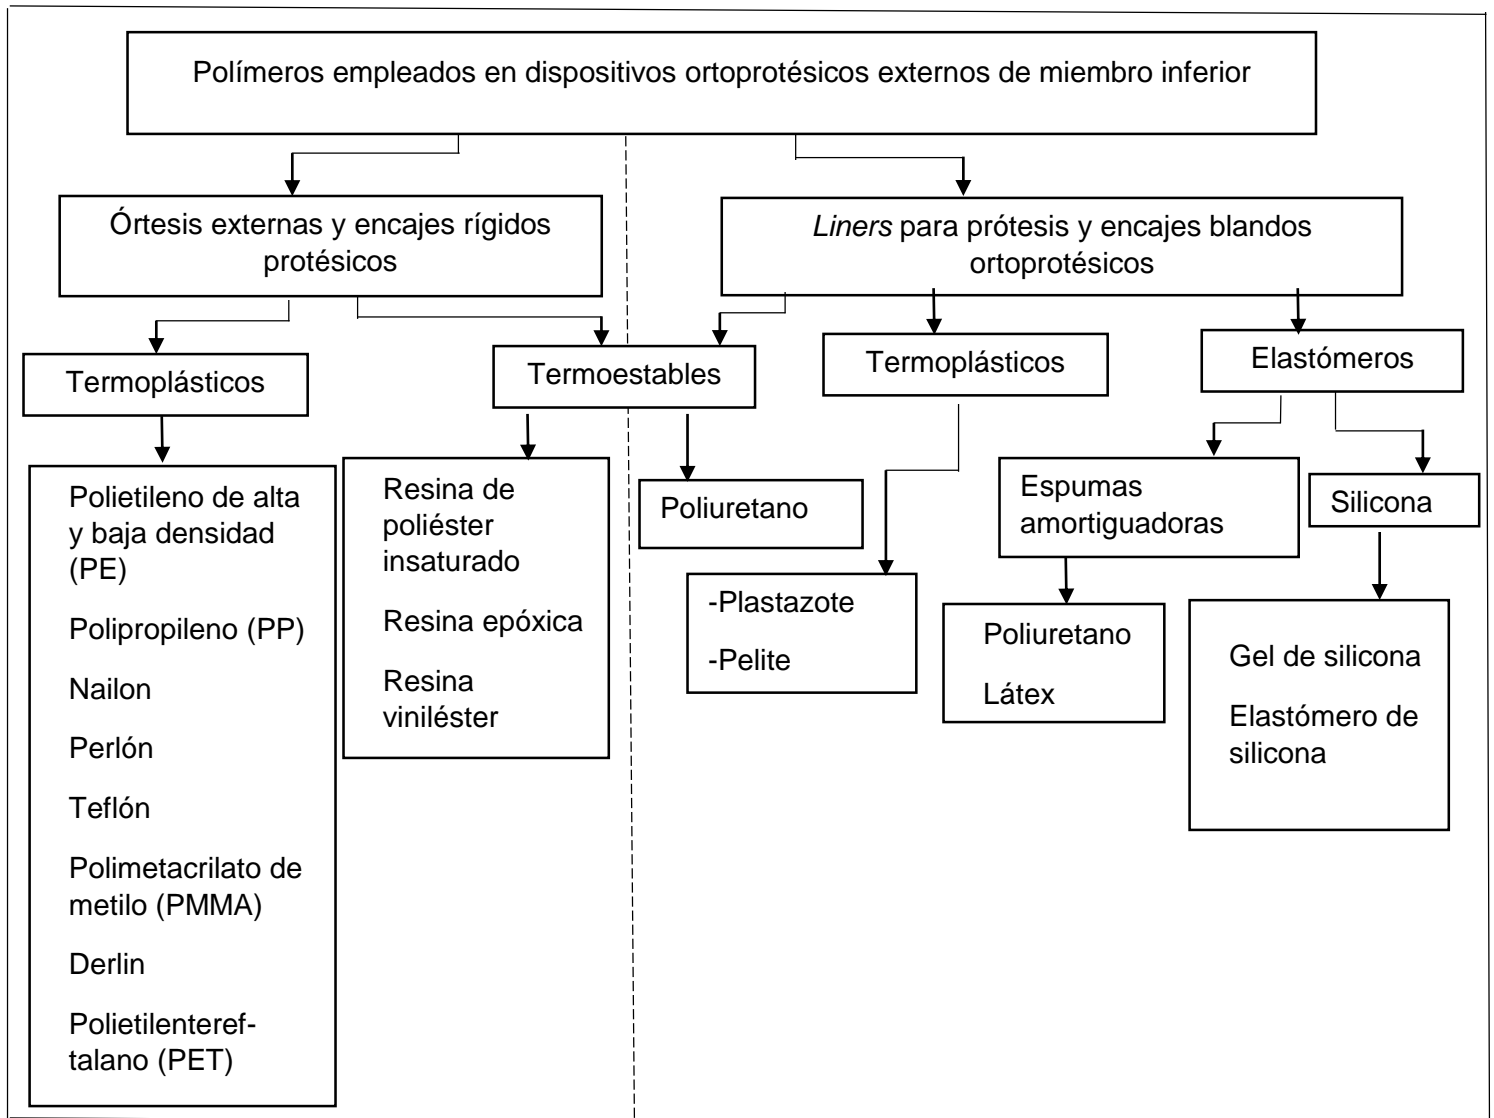 Polímeros empleados en dispositivos ortoprotésicos externos de miembro inferior
Órtesis externas y encajes rígidos
protésicos
Liners para prótesis y encajes blandos
ortoprotésicos
Termoplásticos
Termoestables
Termoplásticos
Elastómeros
Polietileno de alta
y baja densidad
(PE)
Polipropileno (PP)
Nailon
Perlón
Teflón
Polimetacrilato de
metilo (PMMA)
Derlin
Polietilenteref-
talano (PET)
Resina de
poliéster
insaturado
Resina epóxica
Resina
viniléster
Poliuretano
-Plastazote
-Pelite
Espumas
amortiguadoras
Poliuretano
Látex
Silicona
Gel de silicona
Elastómero de
silicona